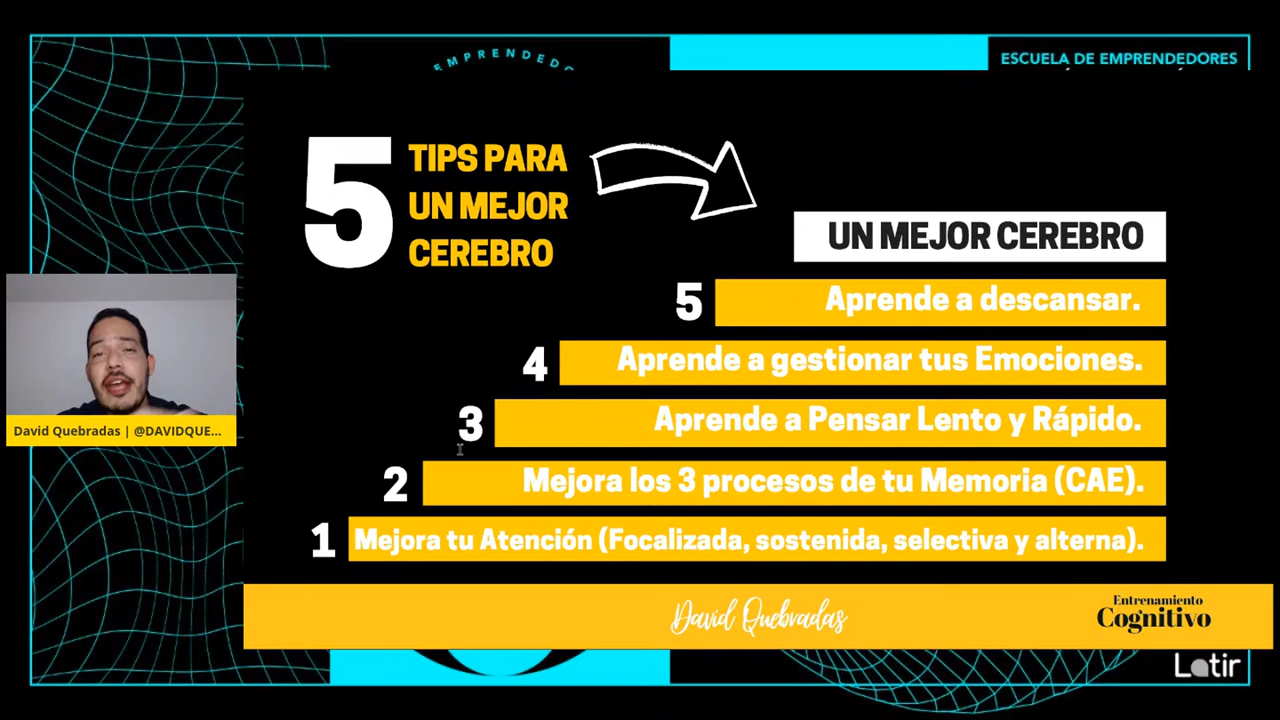 EMPRENDEDO
ESCUELA DE EMPRENDEDORES
5
TIPS PARA
UN MEJOR
CEREBRO
UN MEJOR CEREBRO
5 Aprende a descansar.
4 Aprende a gestionar tus Emociones.
3 Aprende a Pensar Lento y Rápido.
2 Mejora los 3 procesos de tu Memoria (CAE).
1 Mejora tu Atención (Focalizada, sostenida, selectiva y alterna).
David Quebradas | @DAVIDQUE...
David Quebradas
Entrenamiento
Cognitivo
Latir